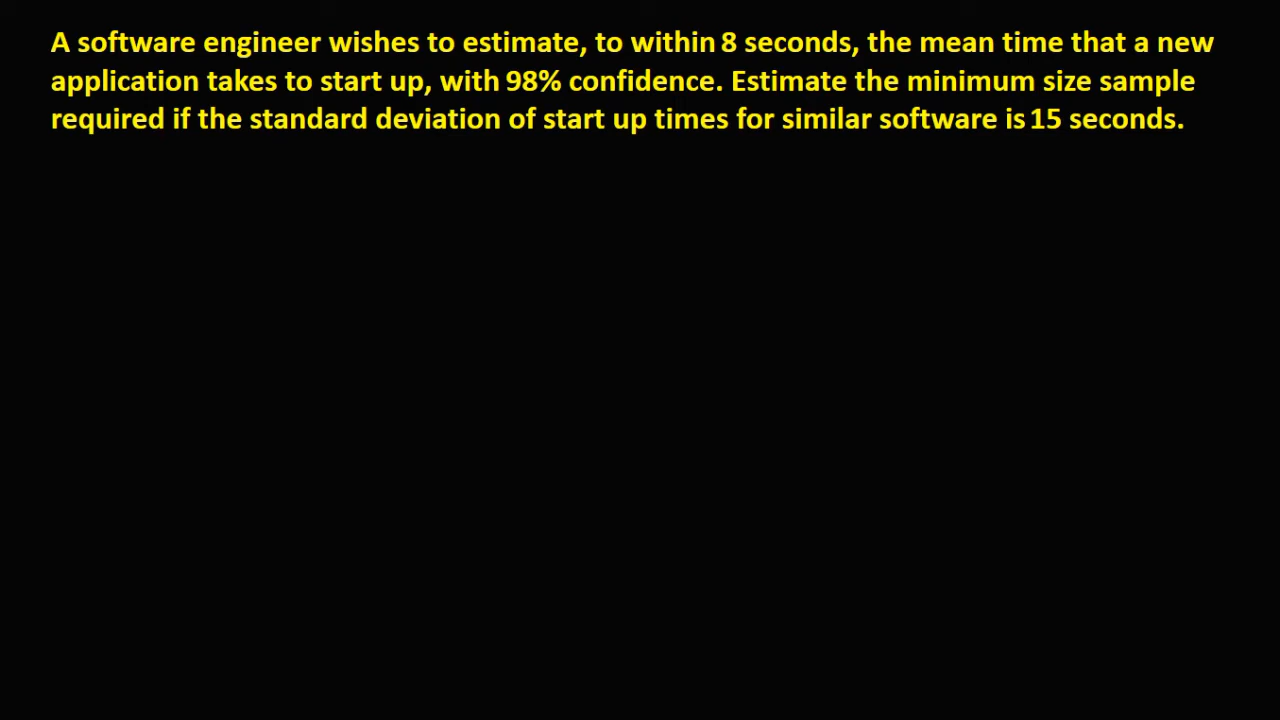 A software engineer wishes to estimate, to within 8 seconds, the mean time that a new
application takes to start up, with 98% confidence. Estimate the minimum size sample
required if the standard deviation of start up times for similar software is 15 seconds.